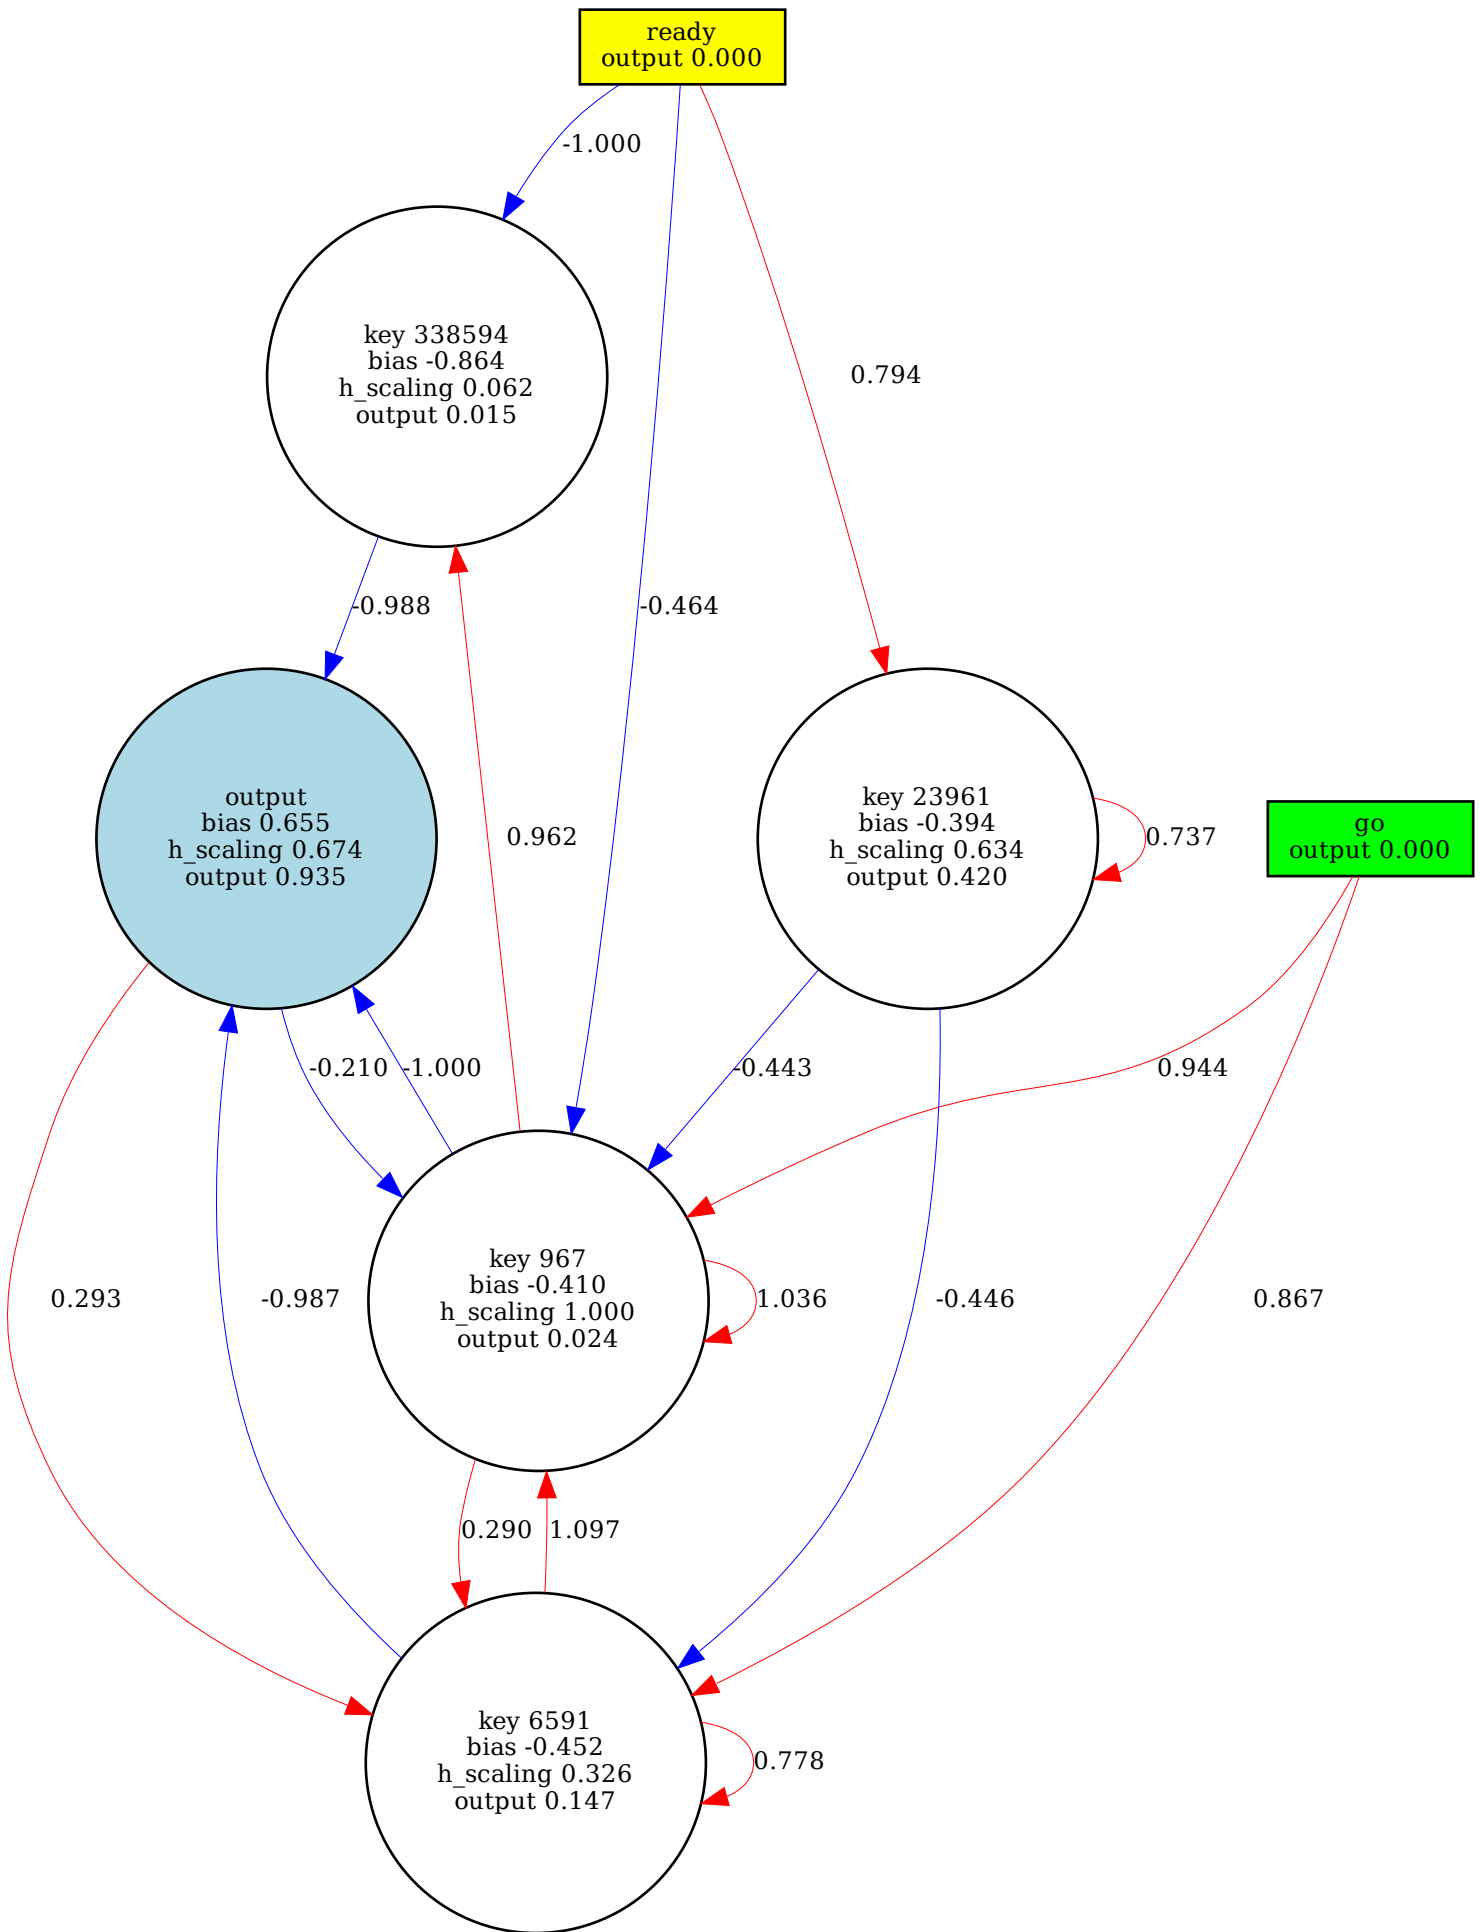 ready
output 0.000
-1.000
key 338594
bias -0.864
h_scaling 0.062
output 0.015
0.794
-0.988
-0.464
output
bias 0.655
h_scaling 0.674
output 0.935
0.962
key 23961
bias -0.394
h_scaling 0.634
output 0.420
0.737
go
output 0.000
-0.210
-1.000
-0.443
0.944
0.293
-0.987
key 967
bias -0.410
h_scaling 1.000
output 0.024
1.036
-0.446
0.867
0.290
1.097
key 6591
bias -0.452
h_scaling 0.326
output 0.147
0.778